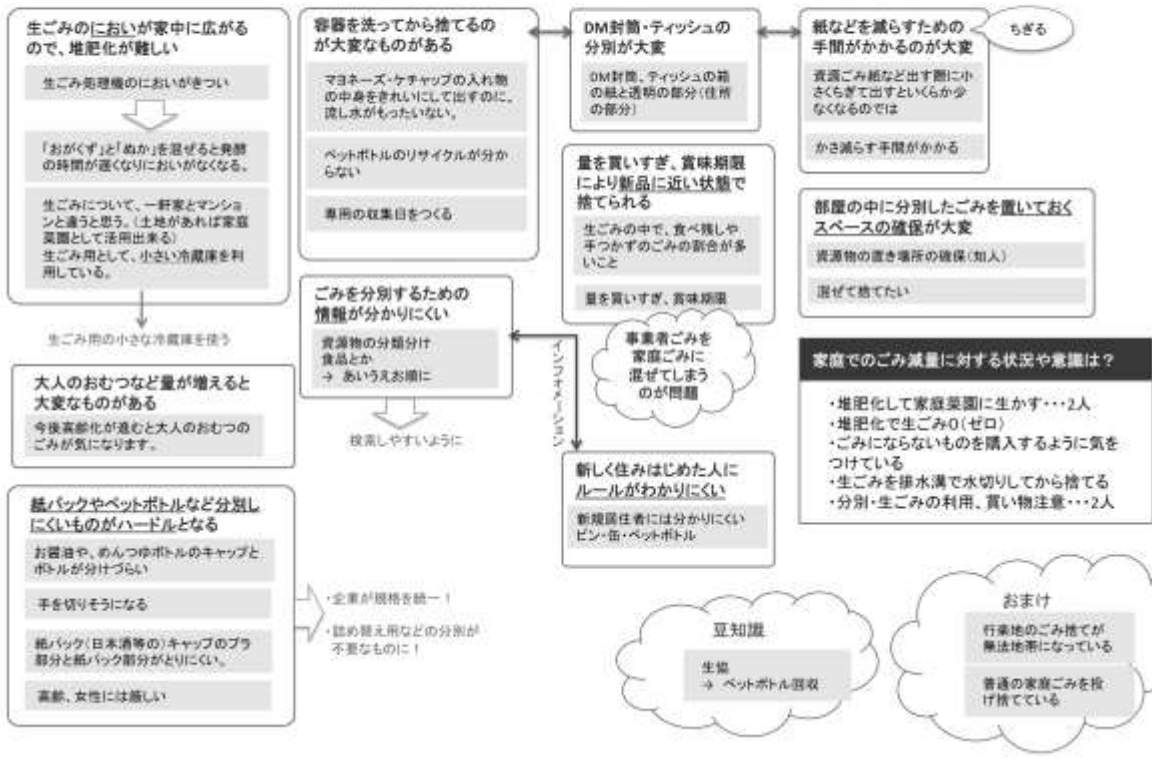 生ごみのにおいが家中に広がる
ので、堆肥化が難しい
生ごみ処理機のにおいがきつい
「おがくず」と「ぬか」を混ぜると発酵
の時間が遅くなりにおいがなくなる。
生ごみについて、一軒家とマンショ
ンと違うと思う。(土地があれば家庭
菜園として活用出来る)
生ごみ用として、小さい冷蔵庫を利
用している。
生ごみ用の小さな冷蔵庫を使う
大人のおむつなど量が増えると
大変なものがある
今後高齢化が進むと大人のおむつの
ごみが気になります。
紙パックやペットボトルなど分別し
にくいものがハードルとなる
お醤油や、めんつゆボトルのキャップと
ボトルが分けづらい
手を切りそうになる
紙パック(日本酒等の)キャップのプラ
部分と紙パック部分がとりにくい。
高齢、女性には厳しい
・企業が規格を統一！
・詰め替え用などの分別が
不要なものに！
容器を洗ってから捨てるの
が大変なものがある
マヨネーズ・ケチャップの入れ物
の中身をきれいにして出すのに、
流し水がもったいない。
ペットボトルのリサイクルが分か
らない
専用の収集日をつくる
ごみを分別するための
情報が分かりにくい
資源物の分類分け
食品とか
→ あいうえお順に
検索しやすいように
インフォメーション
DM封筒・ティッシュの
分別が大変
DM封筒、ティッシュの箱
の紙と透明の部分(住所
の部分)
量を買いすぎ、賞味期限
により新品に近い状態で
捨てられる
生ごみの中で、食べ残しや
手つかずのごみの割合が多
いこと
量を買いすぎ、賞味期限
事業者ごみを
家庭ごみに
混ぜてしまう
のが問題
新しく住みはじめた人に
ルールがわかりにくい
新規居住者には分かりにくい
ビン・缶・ペットボトル
紙などを減らすための
手間がかかるのが大変
ちぎる
資源ごみ紙など出す際に小
さくちぎて出すといくらか少
なくなるのでは
かさ減らす手間がかかる
部屋の中に分別したごみを置いておく
スペースの確保が大変
資源物の置き場所の確保(知人)
混ぜて捨てたい
家庭でのごみ減量に対する状況や意識は？
・堆肥化して家庭菜園に生かす・・・2人
・堆肥化で生ごみ0(ゼロ)
・ごみにならないものを購入するように気を
つけている
・生ごみを排水溝で水切りしてから捨てる
・分別・生ごみの利用、買い物注意・・・2人
豆知識
生協
→ ペットボトル回収
おまけ
行楽地のごみ捨てが
無法地帯になっている
普通の家庭ごみを投
げ捨てている